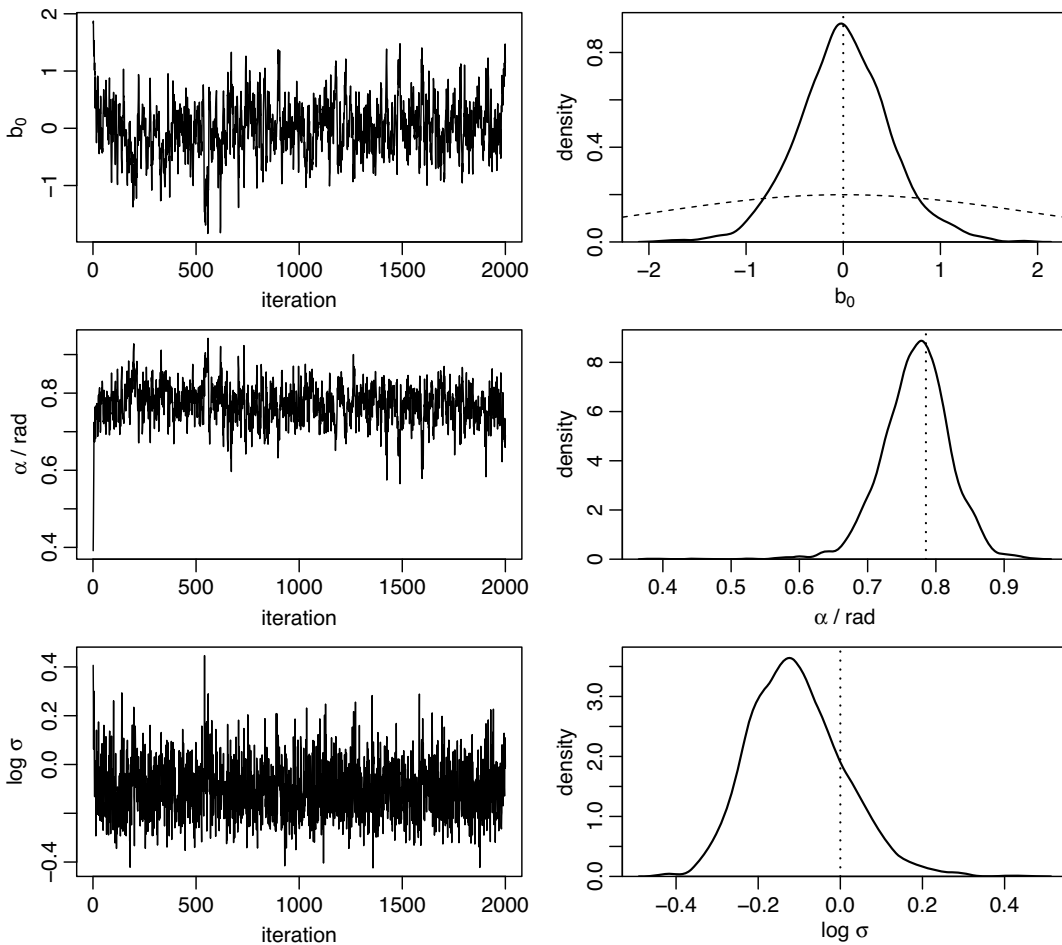 2
1
0
−1
b₀
0 500 1000 1500 2000
iteration
0.8
0.4
0.0
density
−2 −1 0 1 2
b₀
0.8
0.6
0.4
α / rad
0 500 1000 1500 2000
iteration
8
6
4
2
0
density
0.4 0.5 0.6 0.7 0.8 0.9
α / rad
0.4
0.2
0.0
−0.4
log σ
0 500 1000 1500 2000
iteration
3.0
2.0
1.0
0.0
density
−0.4 −0.2 0.0 0.2 0.4
log σ